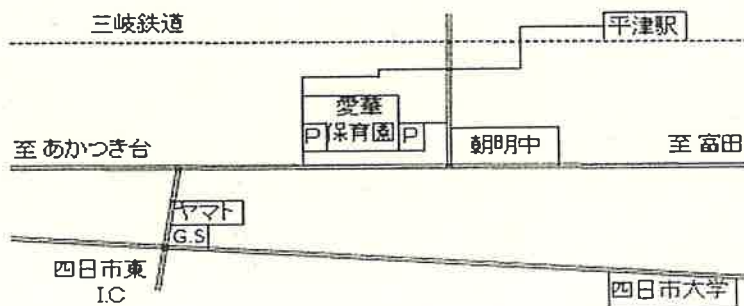 三岐鉄道
平津駅
愛華
P 保育園 P
朝明中
至 あかつき台
至 富田
ヤマト
G.S
四日市東
I.C
四日市大学